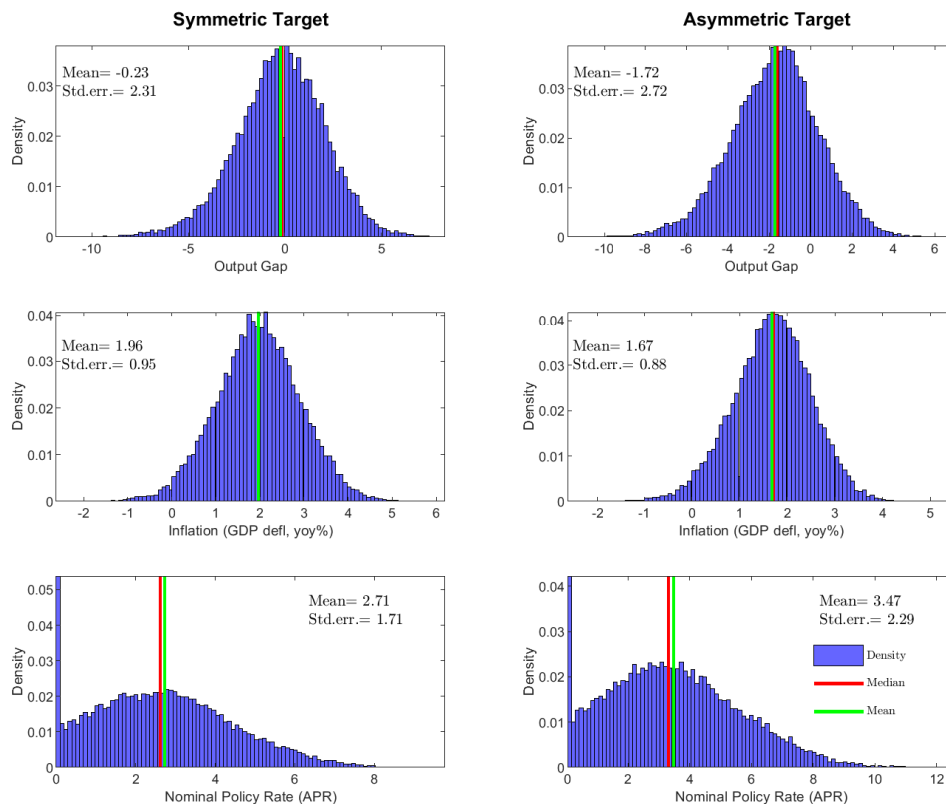 Symmetric Target
Asymmetric Target
Mean= -0.23
Std.err.= 2.31
Density
0.03
0.02
0.01
0
-10
-5
0
5
Output Gap
Mean= -1.72
Std.err.= 2.72
Density
0.03
0.02
0.01
0
-10
-8
-6
-4
-2
0
2
4
6
Output Gap
Mean= 1.96
Std.err.= 0.95
Density
0.04
0.03
0.02
0.01
0
-2
-1
0
1
2
3
4
5
6
Inflation (GDP defl, yoy%)
Mean= 1.67
Std.err.= 0.88
Density
0.04
0.03
0.02
0.01
0
-2
-1
0
1
2
3
4
5
Inflation (GDP defl, yoy%)
Mean= 2.71
Std.err.= 1.71
Density
0.05
0.04
0.03
0.02
0.01
0
0
2
4
6
8
Nominal Policy Rate (APR)
Mean= 3.47
Std.err.= 2.29
Density
Median
Mean
Density
0.04
0.03
0.02
0.01
0
0
2
4
6
8
10
12
Nominal Policy Rate (APR)